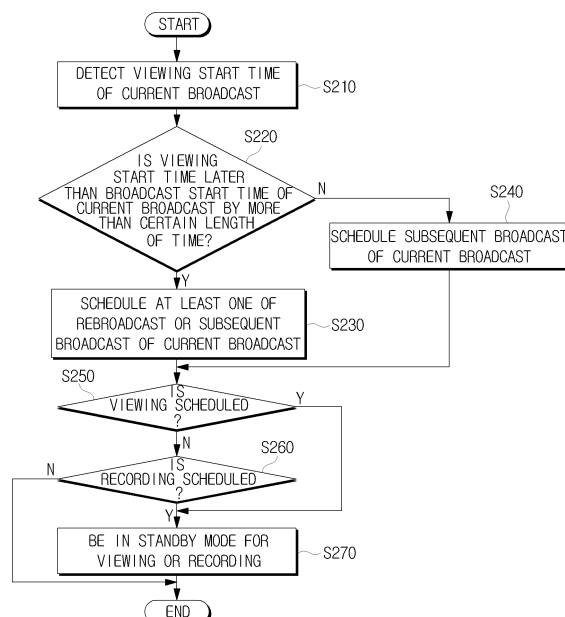 START
DETECT VIEWING START TIME
OF CURRENT BROADCAST
S210
S220
IS VIEWING
START TIME LATER
THAN BROADCAST START TIME OF
CURRENT BROADCAST BY MORE
THAN CERTAIN LENGTH
OF TIME?
N
S240
SCHEDULE SUBSEQUENT BROADCAST
OF CURRENT BROADCAST
Y
SCHEDULE AT LEAST ONE OF
REBROADCAST OR SUBSEQUENT
BROADCAST OF CURRENT BROADCAST
S230
S250
IS
VIEWING SCHEDULED
?
Y
N
S260
IS
RECORDING SCHEDULED
?
N
Y
BE IN STANDBY MODE FOR
VIEWING OR RECORDING
S270
END